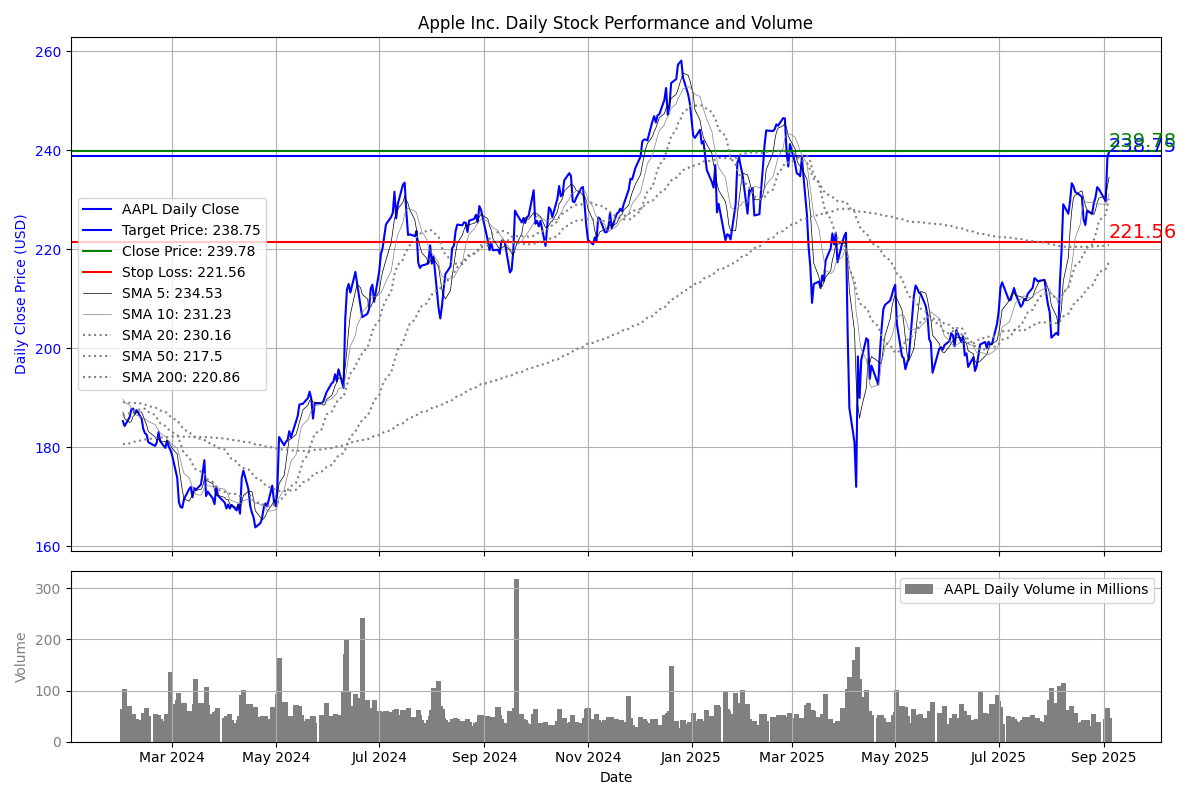 Apple Inc. Daily Stock Performance and Volume
260
240
220
200
180
160
Daily Close Price (USD)
239.78
238.75
221.56
AAPL Daily Close
Target Price: 238.75
Close Price: 239.78
Stop Loss: 221.56
SMA 5: 234.53
SMA 10: 231.23
SMA 20: 230.16
SMA 50: 217.5
SMA 200: 220.86
300
200
100
0
Volume
AAPL Daily Volume in Millions
Mar 2024 May 2024 Jul 2024 Sep 2024 Nov 2024 Jan 2025 Mar 2025 May 2025 Jul 2025 Sep 2025
Date